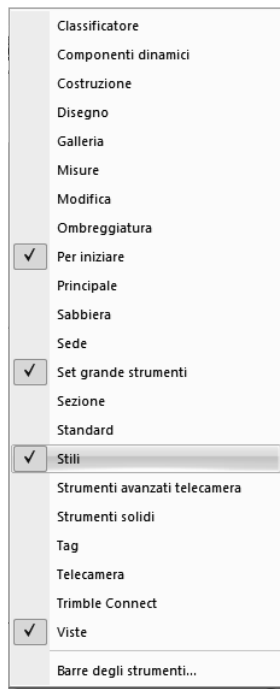 Classificatore
Componenti dinamici
Costruzione
Disegno
Galleria
Misure
Modifica
Ombreggiatura
Per iniziare
Principale
Sabbiera
Sede
Set grande strumenti
Sezione
Standard
Stili
Strumenti avanzati telecamera
Strumenti solidi
Tag
Telecamera
Trimble Connect
Viste
Barre degli strumenti...